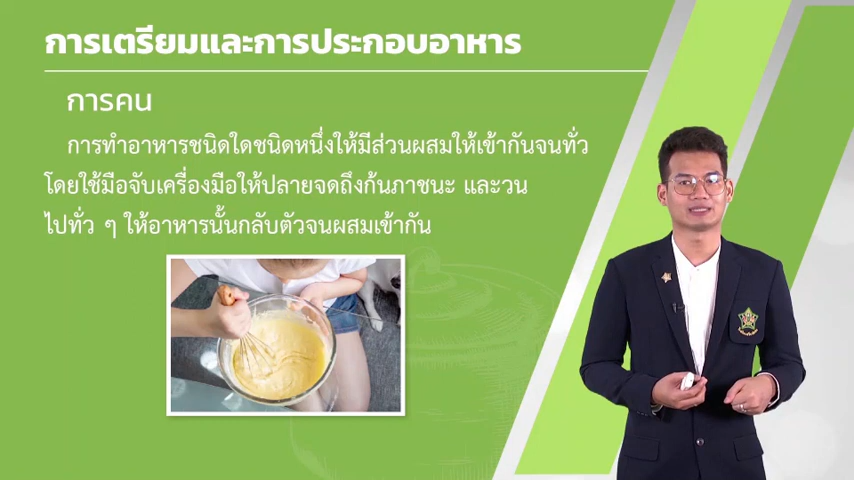 การเตรียมและการประกอบอาหาร
การคน
การทำอาหารชนิดใดชนิดหนึ่งให้มีส่วนผสมให้เข้ากันจนทั่ว
โดยใช้มือจับเครื่องมือให้ปลายจดถึงก้นภาชนะ และวน
ไปทั่ว ๆ ให้อาหารนั้นกลับตัวจนผสมเข้ากัน